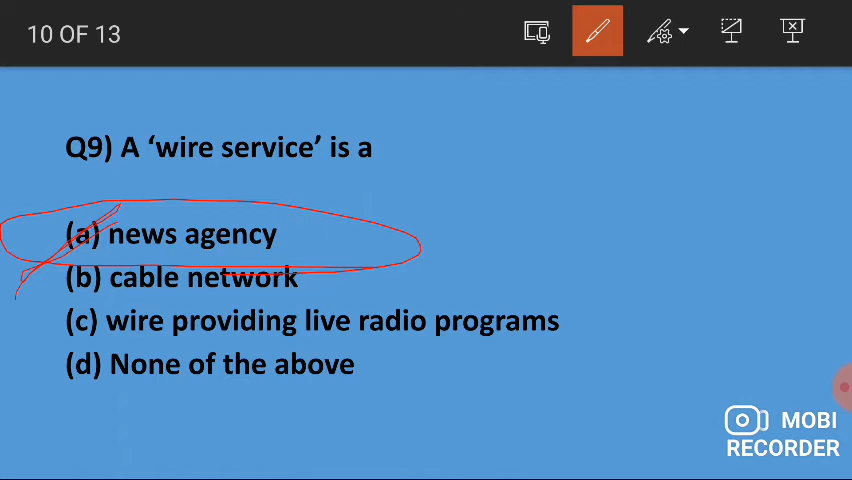 10 OF 13
Q9) A ‘wire service’ is a
(a) news agency
(b) cable network
(c) wire providing live radio programs
(d) None of the above
MOBI
RECORDER